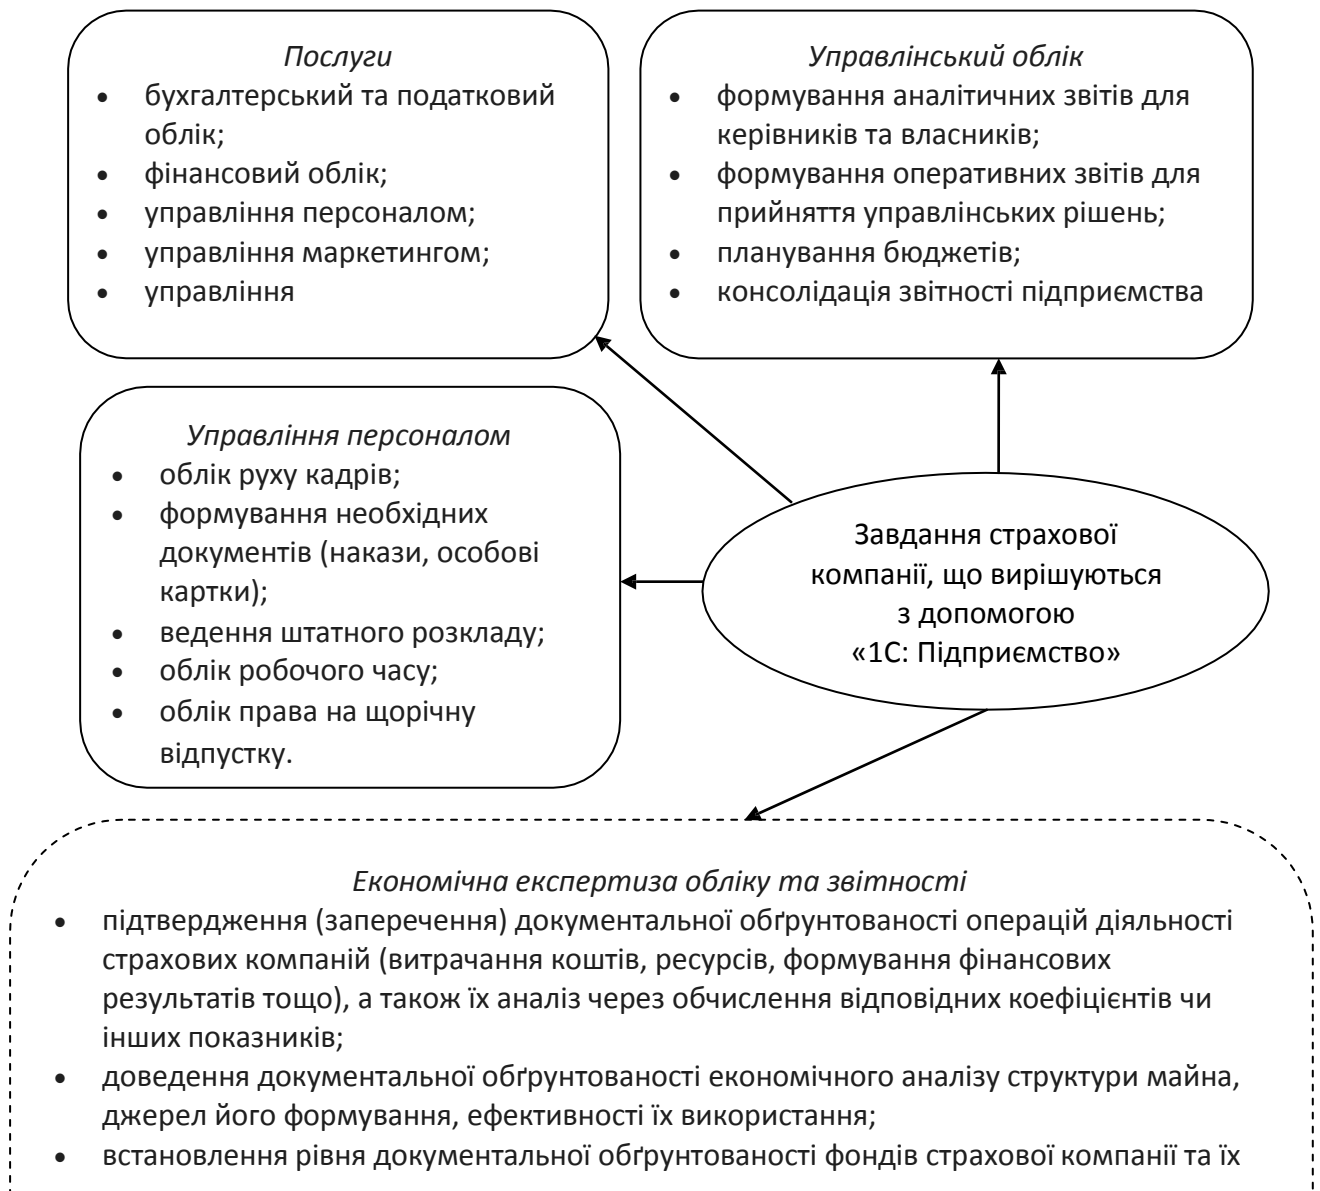 Послуги
• бухгалтерський та податковий
облік;
• фінансовий облік;
• управління персоналом;
• управління маркетингом;
• управління
Управлінський облік
• формування аналітичних звітів для
керівників та власників;
• формування оперативних звітів для
прийняття управлінських рішень;
• планування бюджетів;
• консолідація звітності підприємства
Управління персоналом
• облік руху кадрів;
• формування необхідних
документів (накази, особові
картки);
• ведення штатного розкладу;
• облік робочого часу;
• облік права на щорічну
відпустку.
Завдання страхової
компанії, що вирішуються
з допомогою
«1С: Підприємство»
Економічна експертиза обліку та звітності
• підтвердження (заперечення) документальної обґрунтованості операцій діяльності
страхових компаній (витрачання коштів, ресурсів, формування фінансових
результатів тощо), а також їх аналіз через обчислення відповідних коефіцієнтів чи
інших показників;
• доведення документальної обґрунтованості економічного аналізу структури майна,
джерел його формування, ефективності їх використання;
• встановлення рівня документальної обґрунтованості фондів страхової компанії та їх